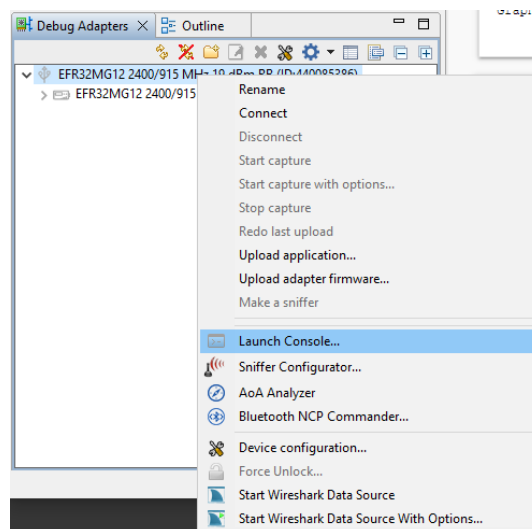 Debug Adapters
Outline
EFR32MG12 2400/915 MHz 19 dBm RB (ID:440085386)
EFR32MG12 2400/915
Rename
Connect
Disconnect
Start capture
Start capture with options...
Stop capture
Redo last upload
Upload application...
Upload adapter firmware...
Make a sniffer
Launch Console...
Sniffer Configurator...
AoA Analyzer
Bluetooth NCP Commander...
Device configuration...
Force Unlock...
Start Wireshark Data Source
Start Wireshark Data Source With Options...